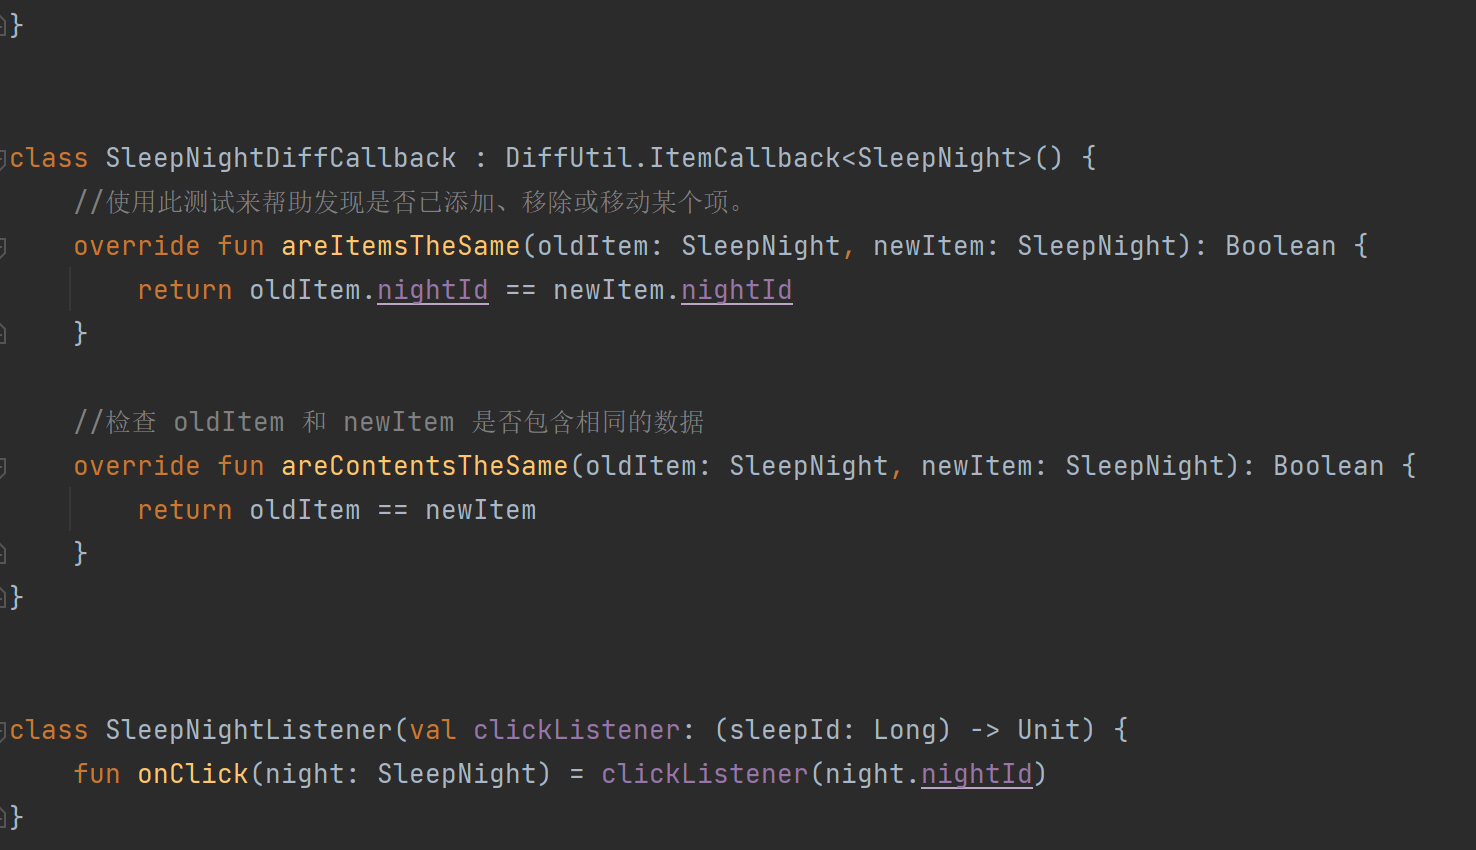 }
class SleepNightDiffCallback : DiffUtil.ItemCallback<SleepNight>() {
//使用此测试来帮助发现是否已添加、移除或移动某个项。
override fun areItemsTheSame(oldItem: SleepNight, newItem: SleepNight): Boolean {
return oldItem.nightId == newItem.nightId
}
//检查 oldItem 和 newItem 是否包含相同的数据
override fun areContentsTheSame(oldItem: SleepNight, newItem: SleepNight): Boolean {
return oldItem == newItem
}
}
class SleepNightListener(val clickListener: (sleepId: Long) -> Unit) {
fun onClick(night: SleepNight) = clickListener(night.nightId)
}